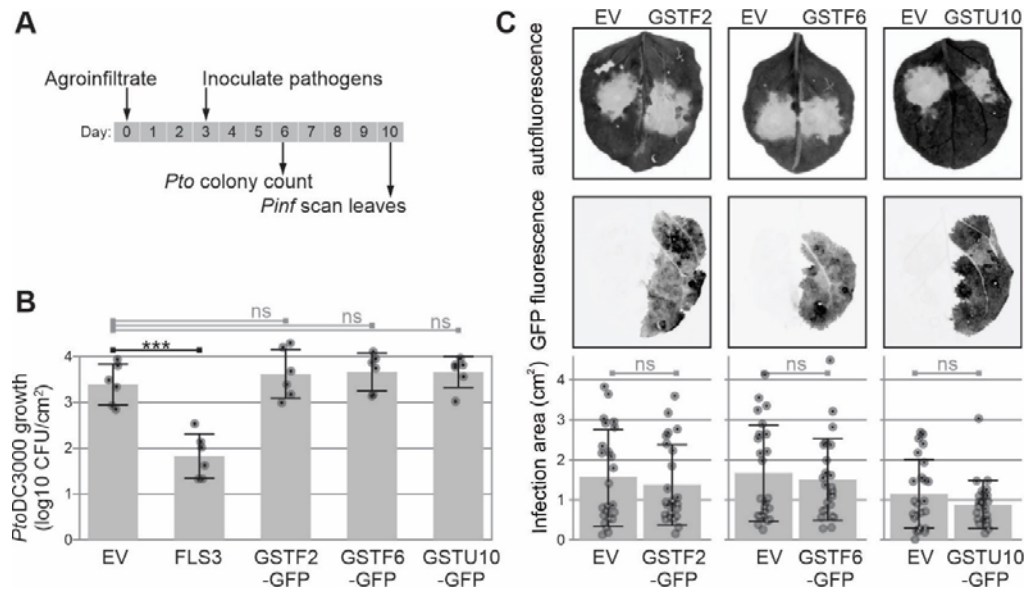 A
Agroinfiltrate
Inoculate pathogens
Day: 0 1 2 3 4 5 6 7 8 9 10
Pto colony count
Pinf scan leaves
B
ns
ns
ns
***
PtoDC3000 growth
(log10 CFU/cm²)
4
3
2
1
0
EV FLS3 GSTF2 GSTF6 GSTU10
-GFP -GFP -GFP
C
EV GSTF2 EV GSTF6 EV GSTU10
autofluorescence
GFP fluorescence
Infection area (cm²)
ns ns ns
4
3
2
1
0
EV GSTF2 EV GSTF6 EV GSTU10
-GFP -GFP -GFP